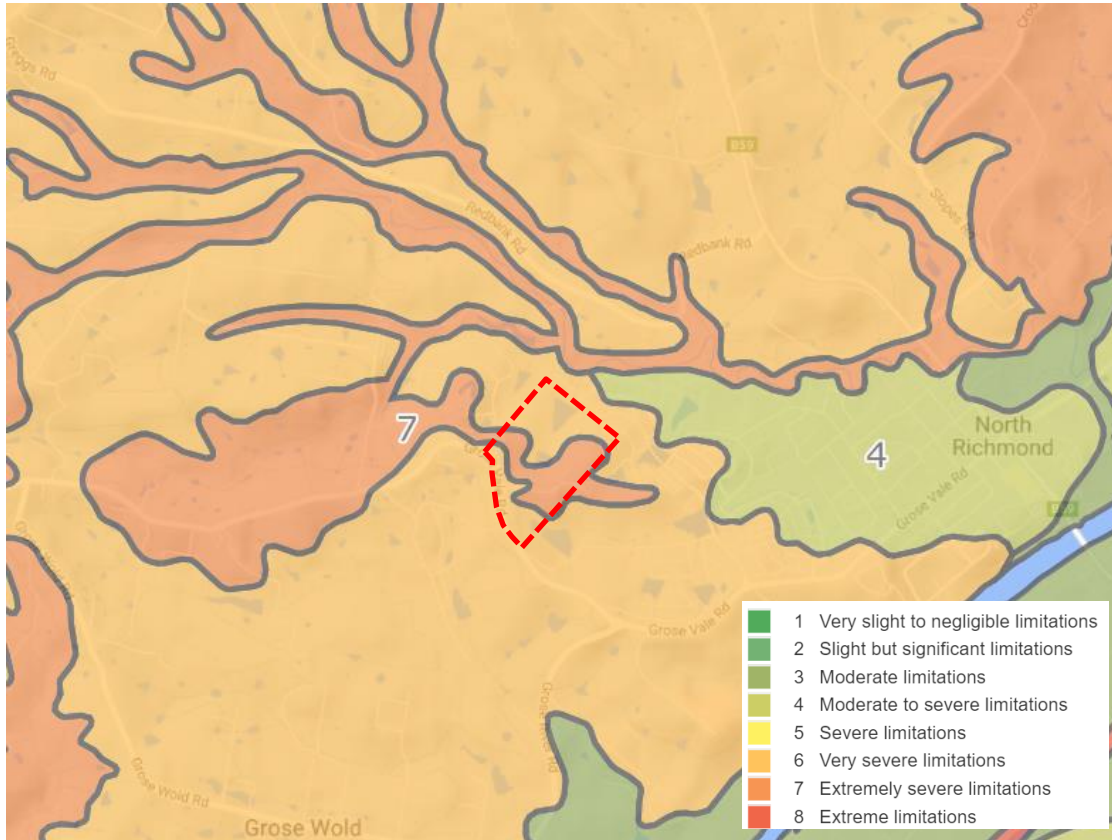 Greggs Rd
B59
Slopes Rd
Redbank Rd
Redbank Rd
7
4
North
Richmond
Grose Vale Rd
Grose Vale Rd
Grose Wold Rd
Grose Wold
1 Very slight to negligible limitations
2 Slight but significant limitations
3 Moderate limitations
4 Moderate to severe limitations
5 Severe limitations
6 Very severe limitations
7 Extremely severe limitations
8 Extreme limitations